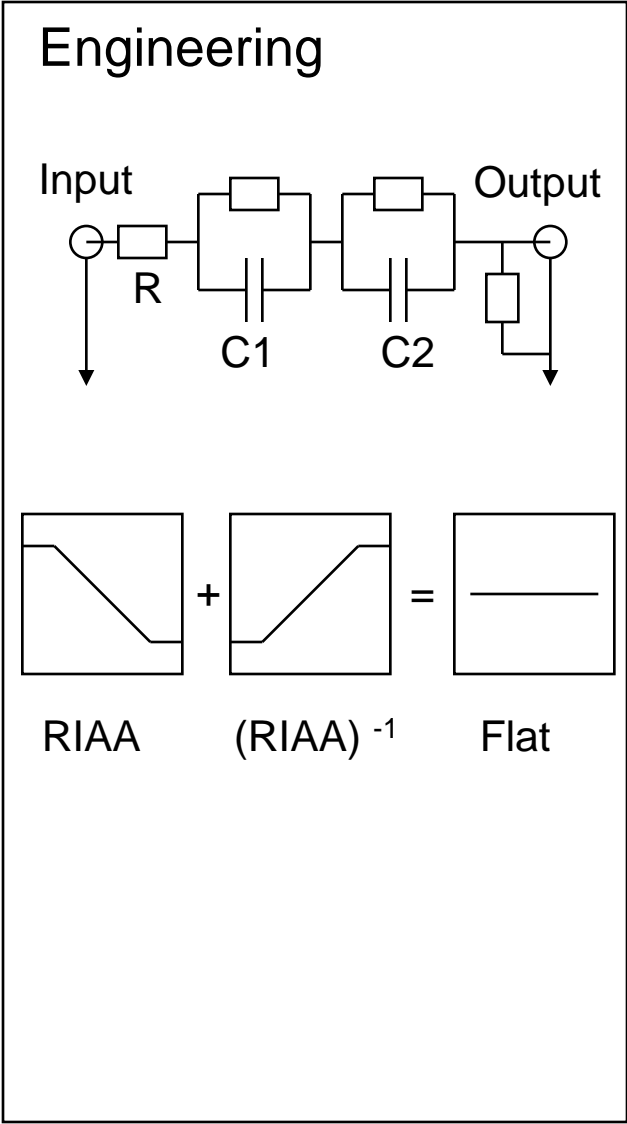 Engineering
Input Output
R
C1 C2
+ =
RIAA (RIAA) -1 Flat